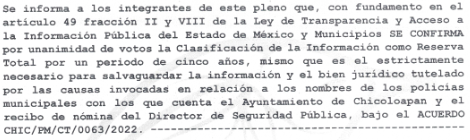 Se informa a los integrantes de este pleno que, con fundamento en el
artículo 49 fracción II y VIII de la Ley de Transparencia y Acceso a
la Información Pública del Estado de México y Municipios SE CONFIRMA
por unanimidad de votos la Clasificación de la Información como Reserva
Total por un periodo de cinco años, mismo que es el estrictamente
necesario para salvaguardar la información y el bien jurídico tutelado
por las causas invocadas en relación a los nombres de los policías
municipales con los que cuenta el Ayuntamiento de Chicoloapan y el
recibo de nómina del Director de Seguridad Pública, bajo el ACUERDO
CHIC/PM/CT/0063/2022. ----------------------------------------